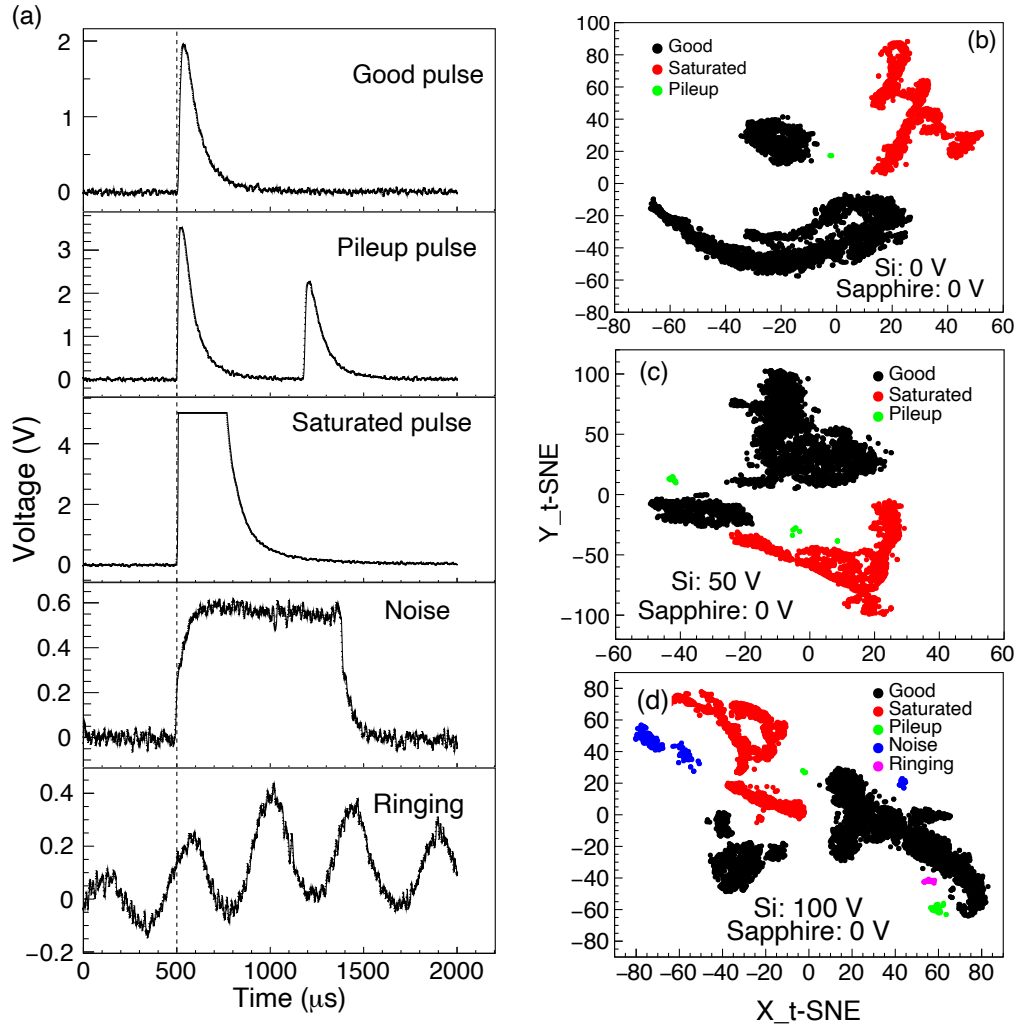 (a)
2
Good pulse
1
0
3
Pileup pulse
2
1
0
Saturated pulse
4
2
0
0.6
Noise
0.4
0.2
0
0.4
Ringing
0.2
0
−0.2
0 500 1000 1500 2000
Time (μs)
Voltage (V)
100
80
60
40
20
0
−20
−40
−60
−80
(b)
Good
Saturated
Pileup
Si: 0 V
Sapphire: 0 V
−80 −60 −40 −20 0 20 40 60
100
50
0
−50
−100
(c)
Good
Saturated
Pileup
Si: 50 V
Sapphire: 0 V
−60 −40 −20 0 20 40 60
Y_t-SNE
80
60
40
20
0
−20
−40
−60
−80
(d)
Good
Saturated
Pileup
Noise
Ringing
Si: 100 V
Sapphire: 0 V
−80 −60 −40 −20 0 20 40 60 80
X_t-SNE